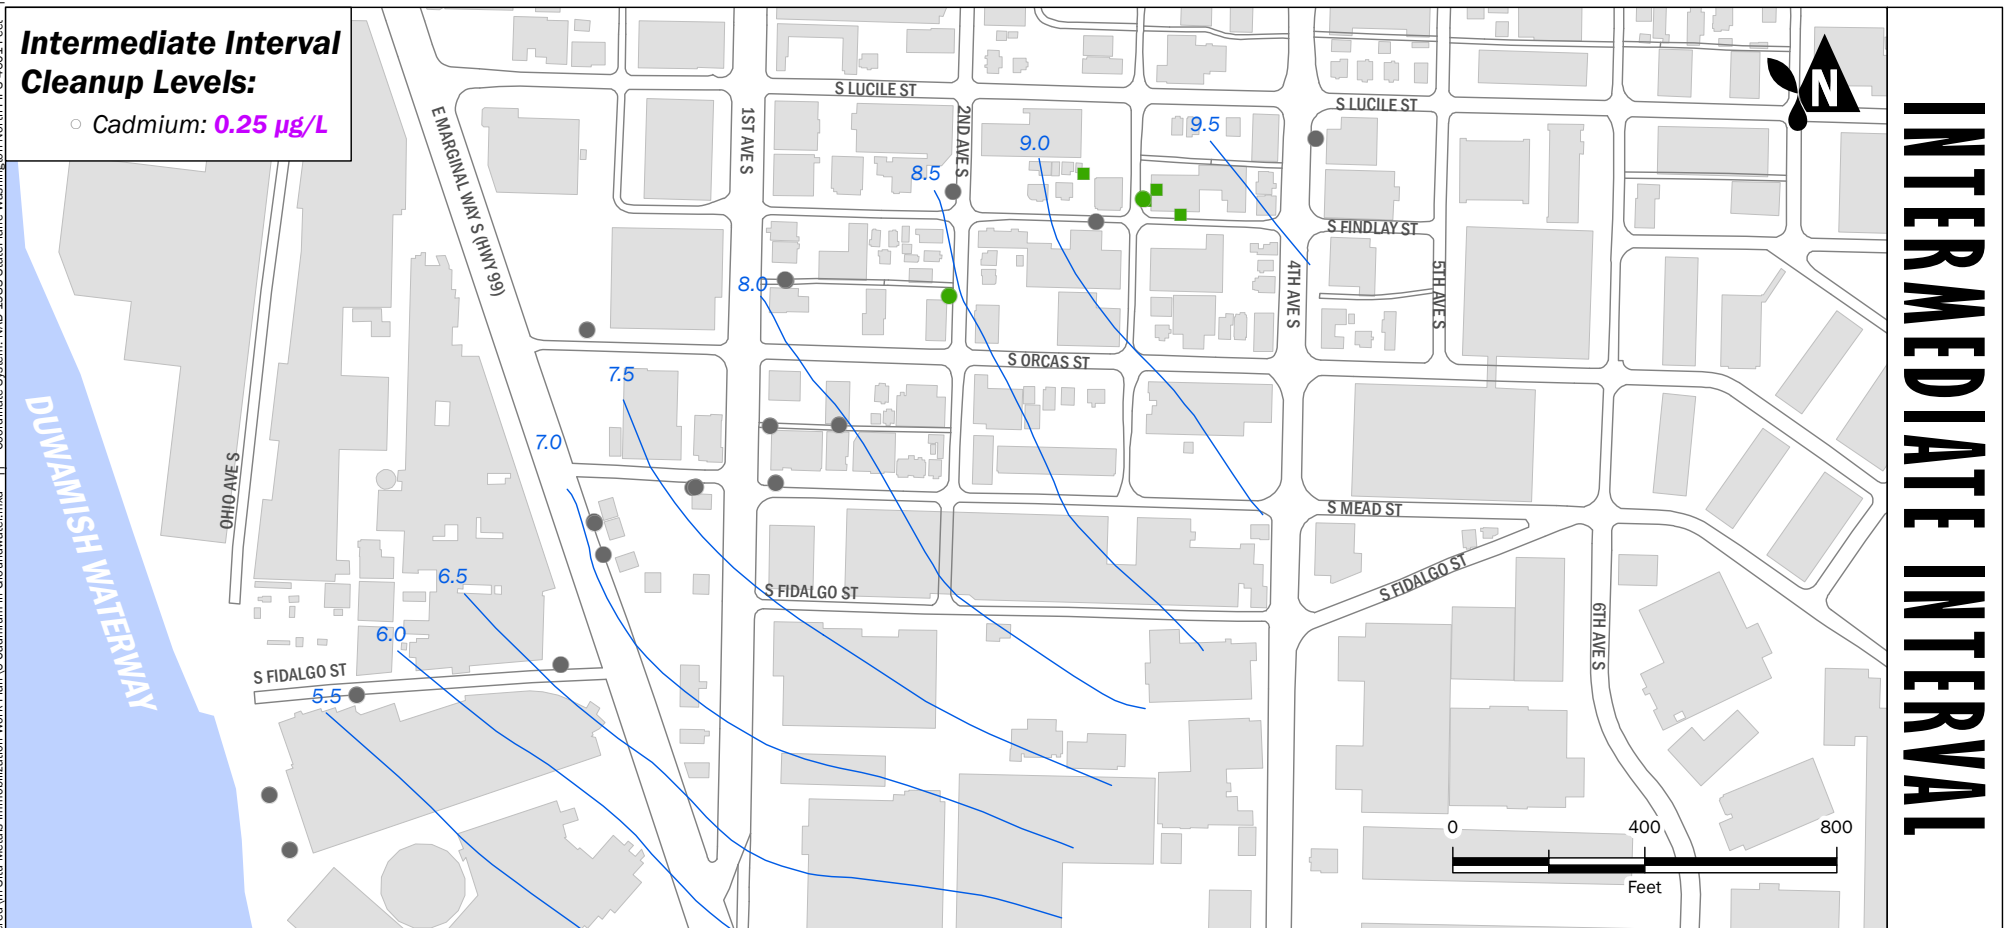 Intermediate Interval
Cleanup Levels:
Cadmium: 0.25 µg/L
N
INTERMEDIATE INTERVAL
S LUCILE ST
S LUCILE ST
E MARGINAL WAY S (HWY 99)
1ST AVE S
2ND AVE S
9.0
9.5
8.5
S FINDLAY ST
4TH AVE S
5TH AVE S
8.0
S ORCAS ST
7.5
7.0
DUWAMISH WATERWAY
OHIO AVE S
S MEAD ST
6.5
S FIDALGO ST
S FIDALGO ST
6TH AVE S
6.0
S FIDALGO ST
5.5
0 400 800
Feet